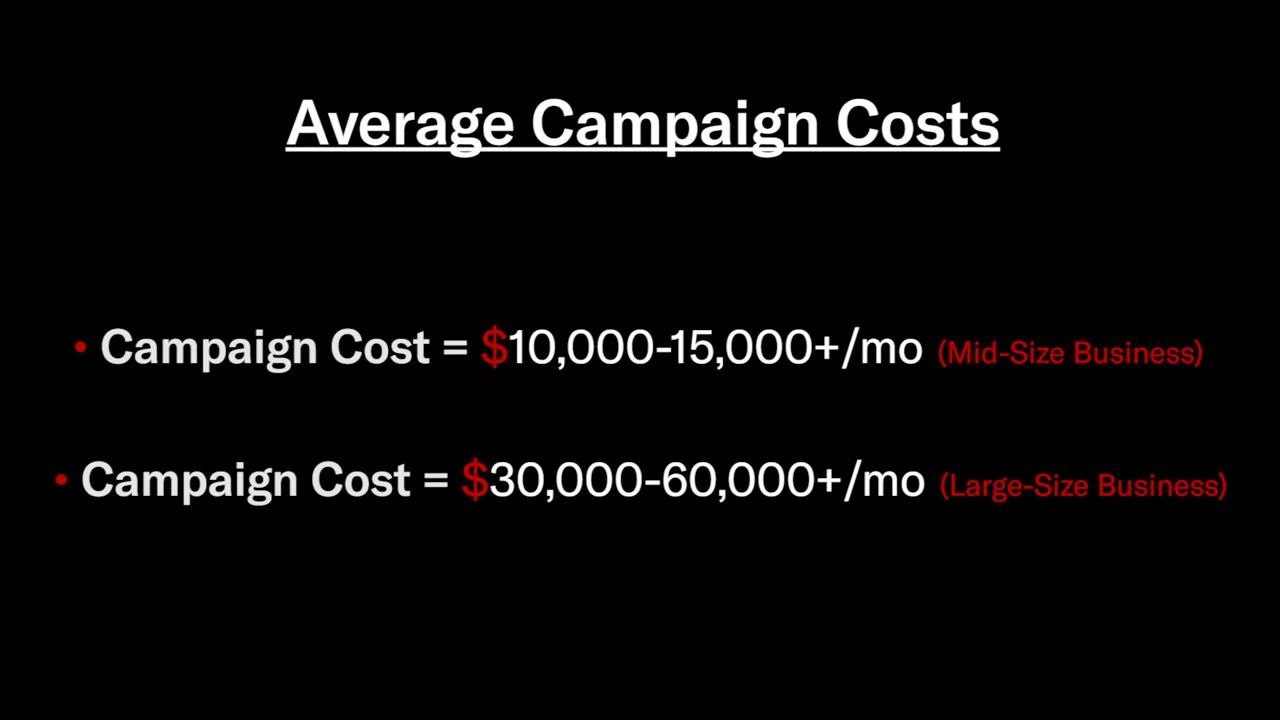 Average Campaign Costs
• Campaign Cost = $10,000-15,000+/mo (Mid-Size Business)
• Campaign Cost = $30,000-60,000+/mo (Large-Size Business)